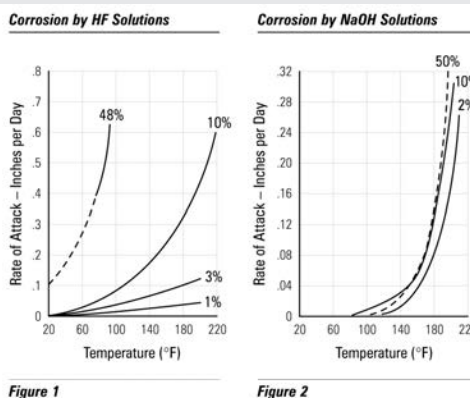 Corrosion by HF Solutions
Rate of Attack – Inches per Day
.8
.7
.6
.5
.4
.3
.2
.1
0
48%
10%
3%
1%
20 60 100 140 180 220
Temperature (°F)
Figure 1
Corrosion by NaOH Solutions
Rate of Attack – Inches per Day
.32
.28
.24
.20
.16
.12
.08
.04
0
50%
10%
2%
20 60 100 140 180 220
Temperature (°F)
Figure 2